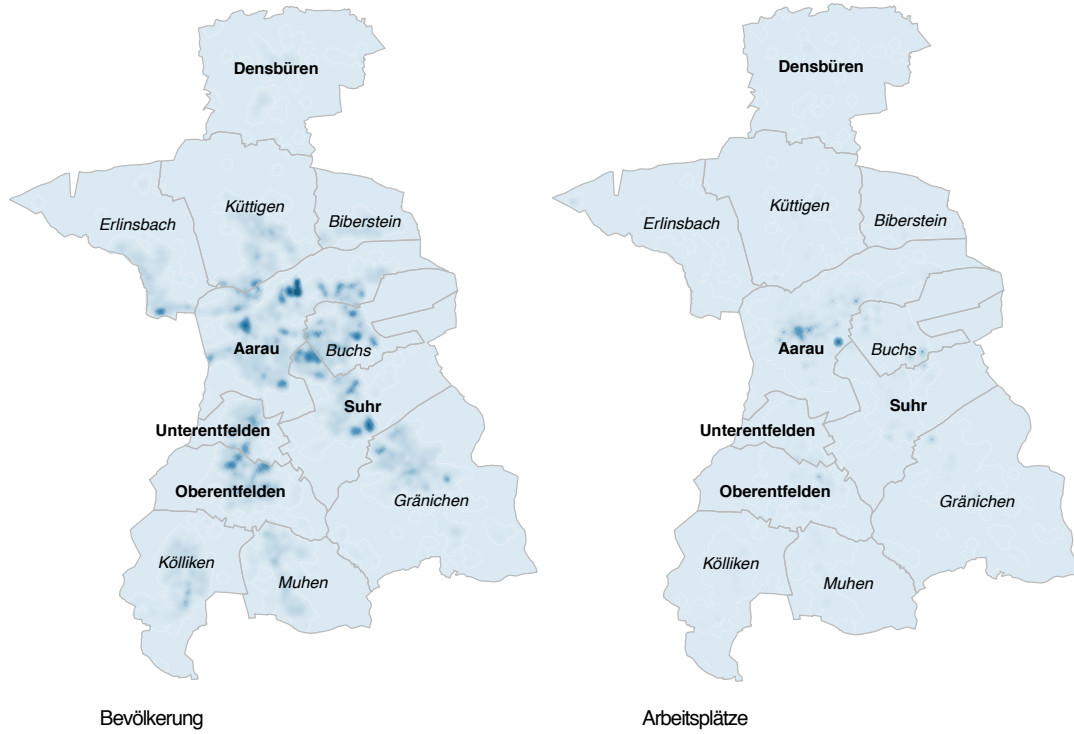 Densbüren
Küttigen
Erlinsbach
Biberstein
Aarau
Buchs
Suhr
Unterentfelden
Oberentfelden
Gränichen
Kölliken
Muhen
Bevölkerung
Densbüren
Küttigen
Erlinsbach
Biberstein
Aarau
Buchs
Suhr
Unterentfelden
Oberentfelden
Gränichen
Kölliken
Muhen
Arbeitsplätze